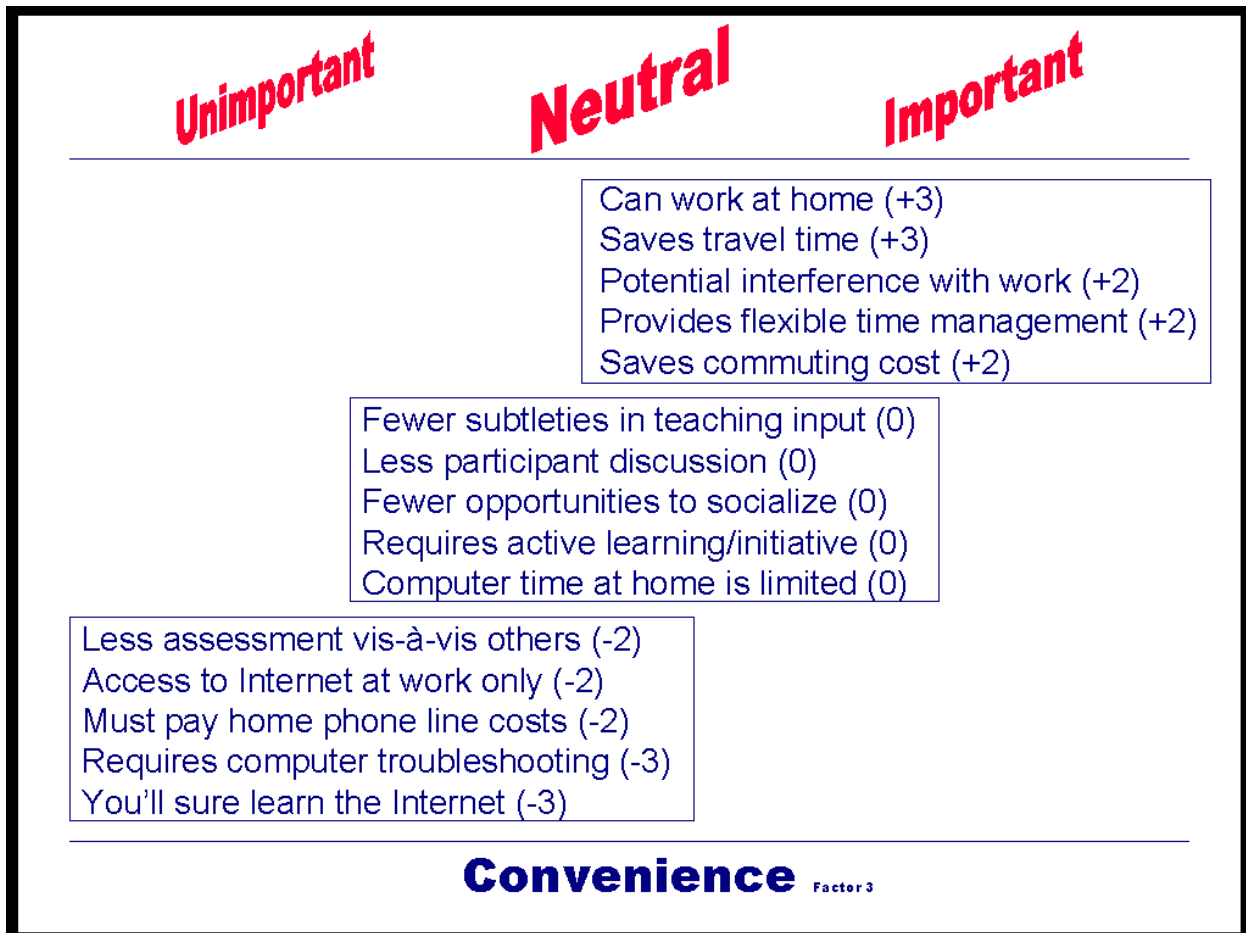 Unimportant Neutral Important
Can work at home (+3)
Saves travel time (+3)
Potential interference with work (+2)
Provides flexible time management (+2)
Saves commuting cost (+2)
Fewer subtleties in teaching input (0)
Less participant discussion (0)
Fewer opportunities to socialize (0)
Requires active learning/initiative (0)
Computer time at home is limited (0)
Less assessment vis-à-vis others (-2)
Access to Internet at work only (-2)
Must pay home phone line costs (-2)
Requires computer troubleshooting (-3)
You'll sure learn the Internet (-3)
Convenience Factor 3